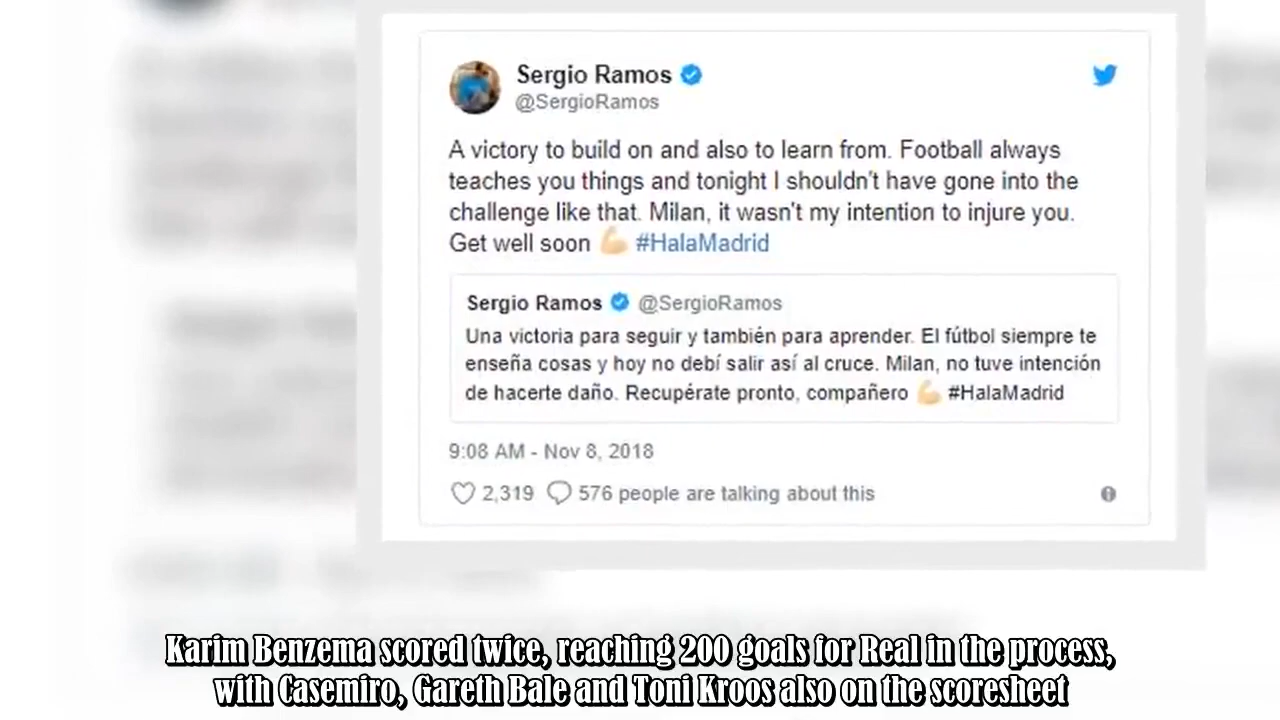 Sergio Ramos
@SergioRamos
A victory to build on and also to learn from. Football always
teaches you things and tonight I shouldn't have gone into the
challenge like that. Milan, it wasn't my intention to injure you.
Get well soon 💪🏼 #HalaMadrid
Sergio Ramos @SergioRamos
Una victoria para seguir y también para aprender. El fútbol siempre te
enseña cosas y hoy no debí salir así al cruce. Milan, no tuve intención
de hacerte daño. Recupérate pronto, compañero 💪🏼 #HalaMadrid
9:08 AM - Nov 8, 2018
2,319 576 people are talking about this
Karim Benzema scored twice, reaching 200 goals for Real in the process,
with Casemiro, Gareth Bale and Toni Kroos also on the scoresheet